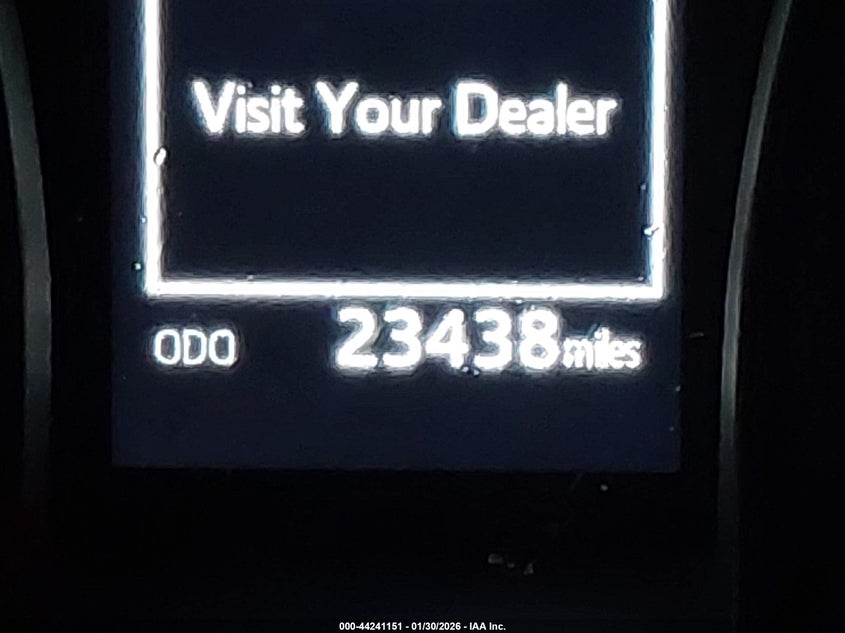 Visit Your Dealer
ODO 23438 miles
000-44241151 - 01/30/2026 - IAA Inc.